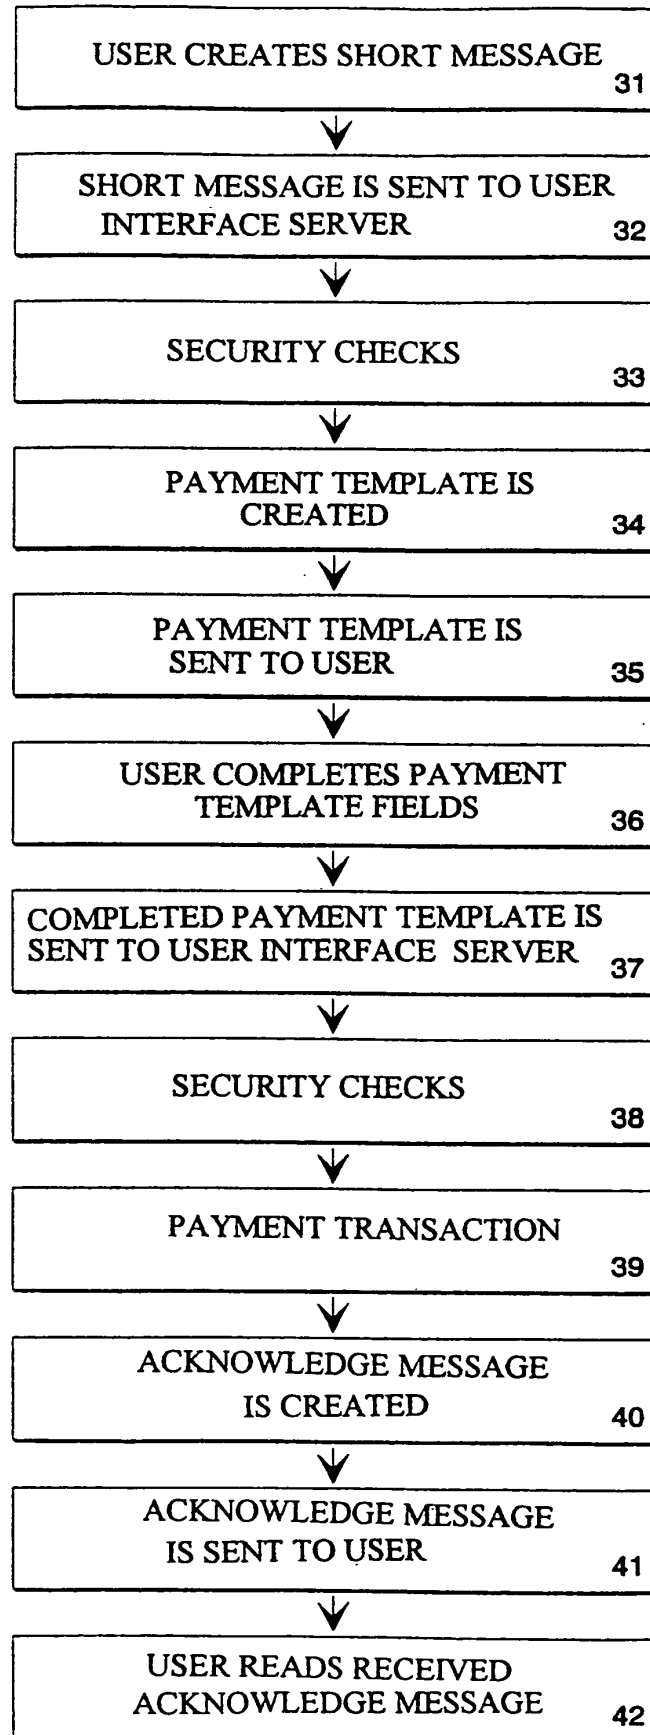 USER CREATES SHORT MESSAGE
31
SHORT MESSAGE IS SENT TO USER
INTERFACE SERVER
32
SECURITY CHECKS
33
PAYMENT TEMPLATE IS
CREATED
34
PAYMENT TEMPLATE IS
SENT TO USER
35
USER COMPLETES PAYMENT
TEMPLATE FIELDS
36
COMPLETED PAYMENT TEMPLATE IS
SENT TO USER INTERFACE SERVER
37
SECURITY CHECKS
38
PAYMENT TRANSACTION
39
ACKNOWLEDGE MESSAGE
IS CREATED
40
ACKNOWLEDGE MESSAGE
IS SENT TO USER
41
USER READS RECEIVED
ACKNOWLEDGE MESSAGE
42